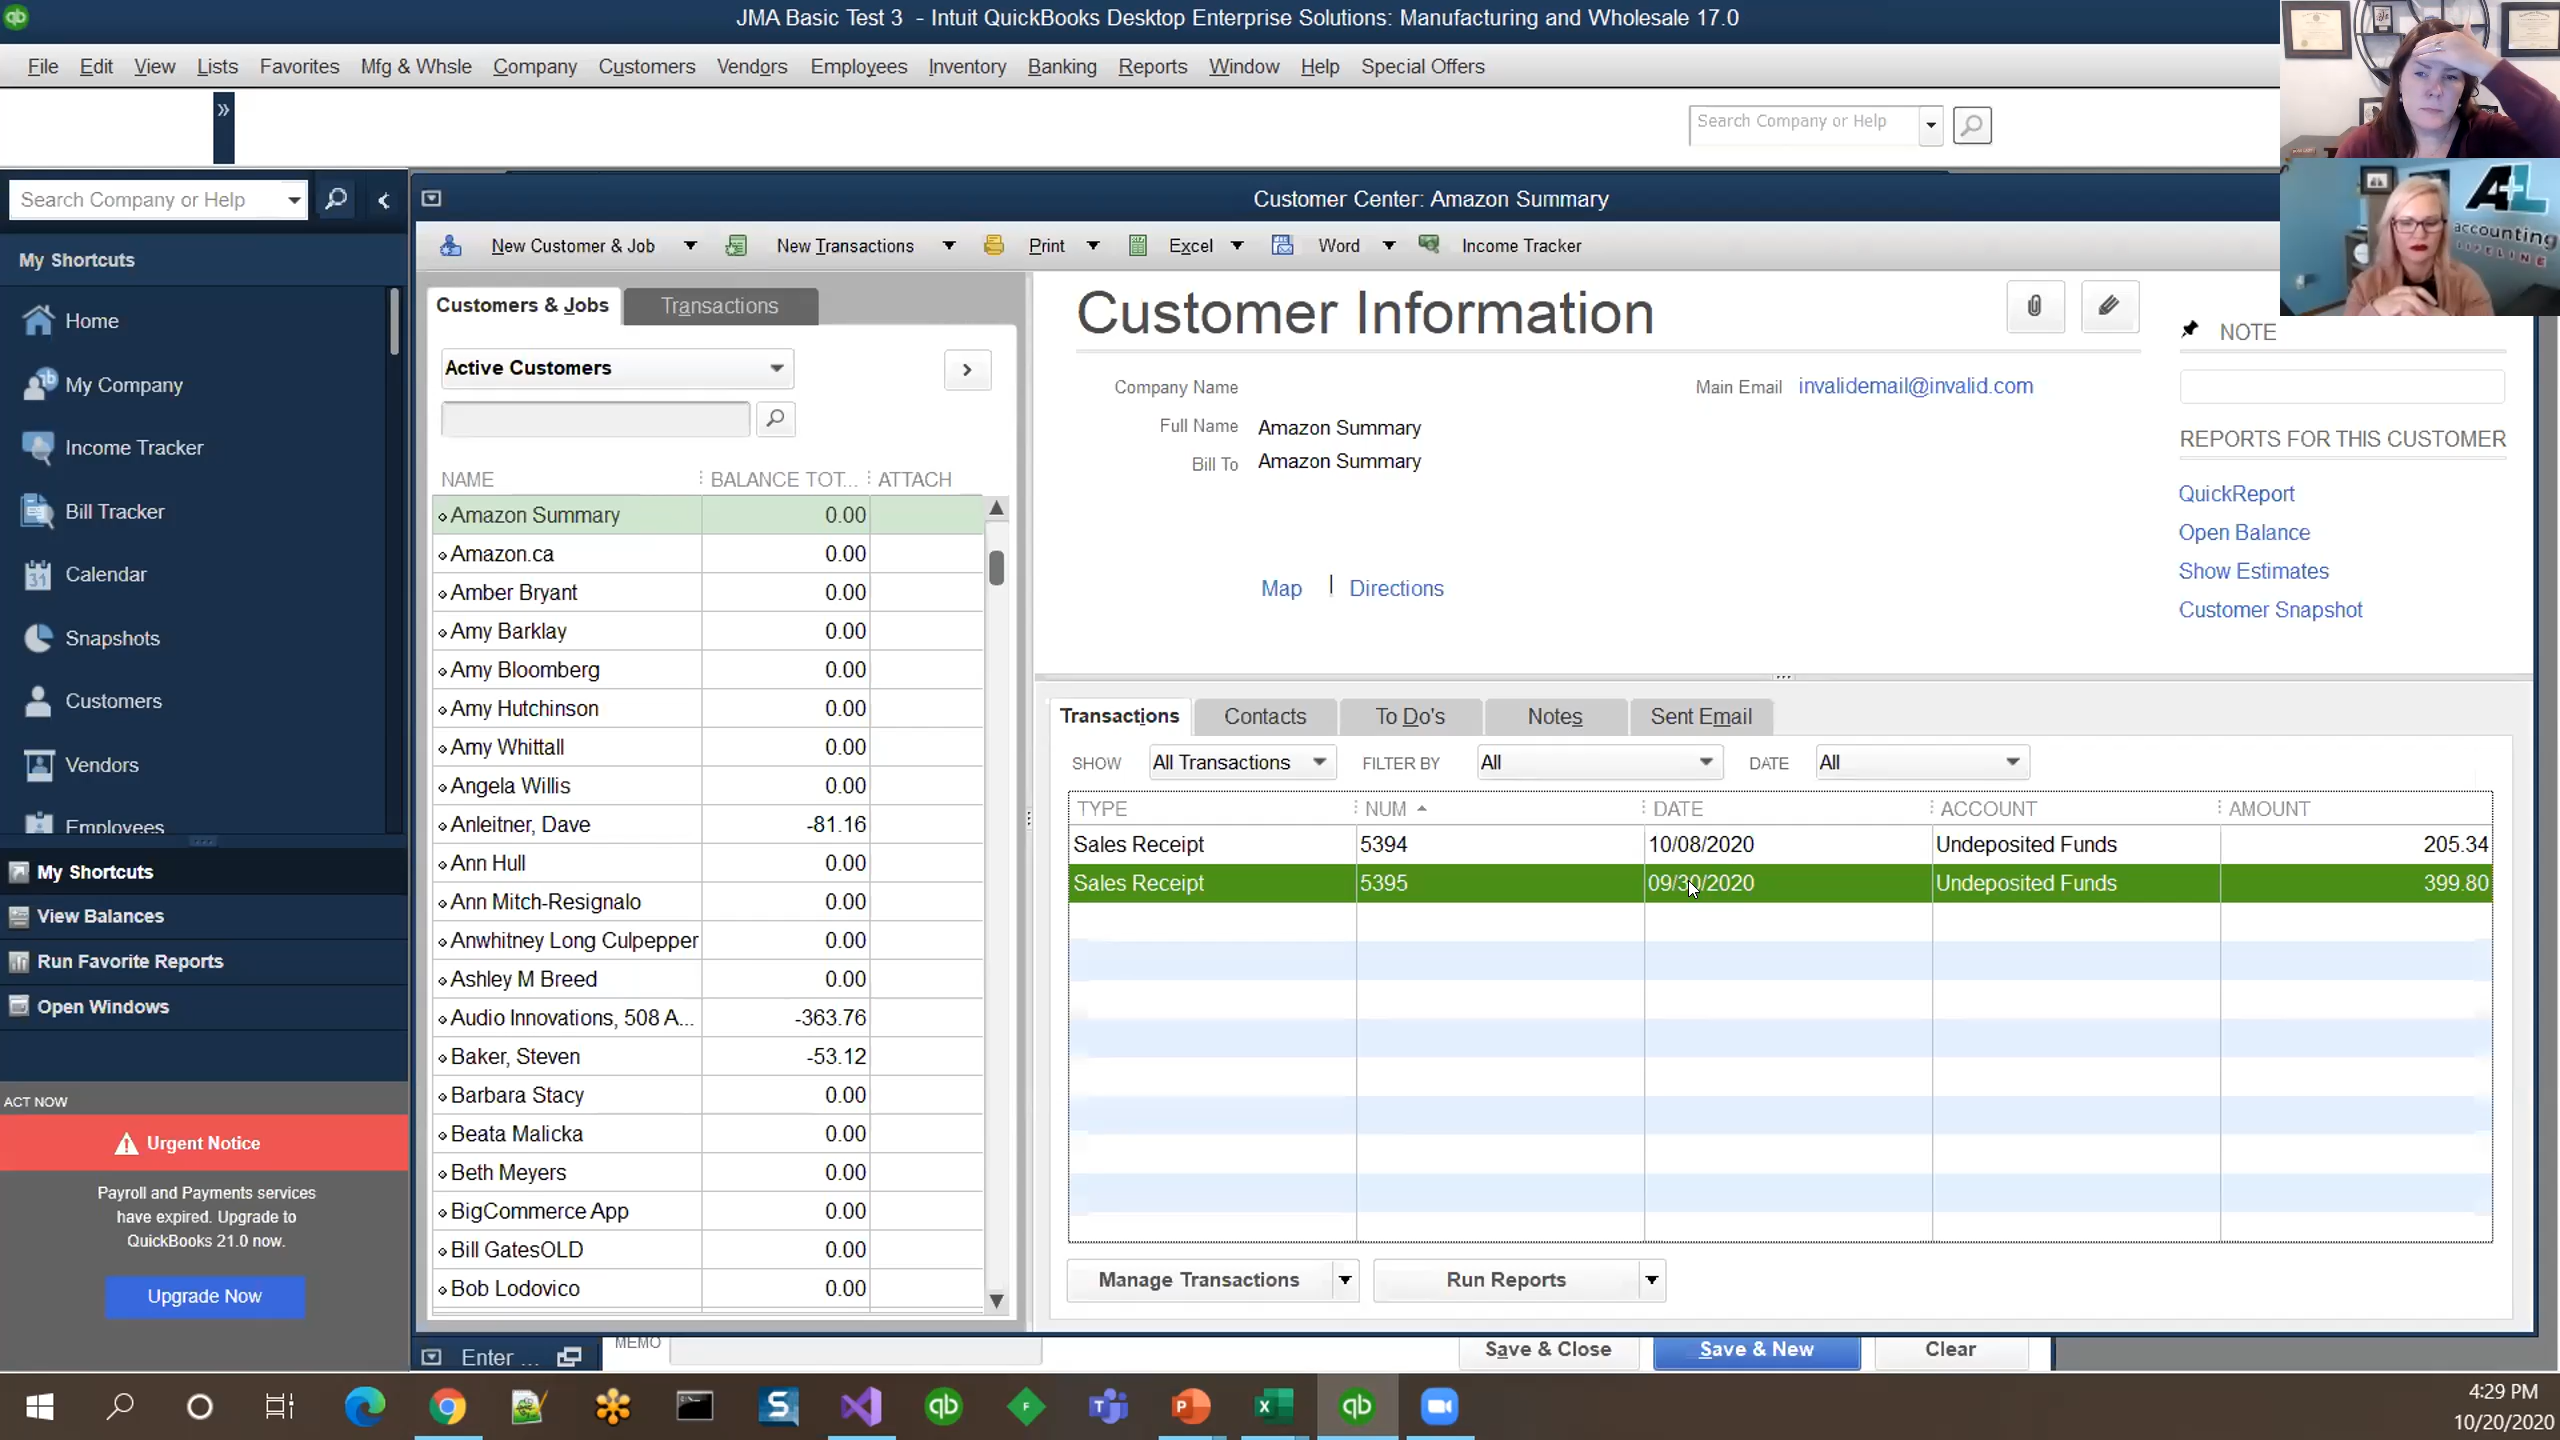 JMA Basic Test 3 - Intuit QuickBooks Desktop Enterprise Solutions: Manufacturing and Wholesale 17.0
File Edit View Lists Favorites Mfg & Whsle Company Customers Vendors Employees Inventory Banking Reports Window Help Special Offers
Search Company or Help
Search Company or Help
Customer Center: Amazon Summary
New Customer & Job New Transactions Print Excel Word Income Tracker
My Shortcuts
Home
My Company
Income Tracker
Bill Tracker
Calendar
Snapshots
Customers
Vendors
Employees
My Shortcuts
View Balances
Run Favorite Reports
Open Windows
ACT NOW
Urgent Notice
Payroll and Payments services
have expired. Upgrade to
QuickBooks 21.0 now.
Upgrade Now
Customers & Jobs Transactions
Active Customers
NAME BALANCE TOT... ATTACH
Amazon Summary 0.00
Amazon.ca 0.00
Amber Bryant 0.00
Amy Barklay 0.00
Amy Bloomberg 0.00
Amy Hutchinson 0.00
Amy Whittall 0.00
Angela Willis 0.00
Anleitner, Dave -81.16
Ann Hull 0.00
Ann Mitch-Resignalo 0.00
Anwhitney Long Culpepper 0.00
Ashley M Breed 0.00
Audio Innovations, 508 A... -363.76
Baker, Steven -53.12
Barbara Stacy 0.00
Beata Malicka 0.00
Beth Meyers 0.00
BigCommerce App 0.00
Bill GatesOLD 0.00
Bob Lodovico 0.00
Customer Information
Company Name
Full Name Amazon Summary
Bill To Amazon Summary
Main Email invalidemail@invalid.com
Map | Directions
NOTE
REPORTS FOR THIS CUSTOMER
QuickReport
Open Balance
Show Estimates
Customer Snapshot
Transactions Contacts To Do's Notes Sent Email
SHOW All Transactions FILTER BY All DATE All
TYPE NUM DATE ACCOUNT AMOUNT
Sales Receipt 5394 10/08/2020 Undeposited Funds 205.34
Sales Receipt 5395 09/30/2020 Undeposited Funds 399.80
Manage Transactions Run Reports
Enter ...
MEMO
Save & Close Save & New Clear
4:29 PM
10/20/2020
A+L
accounting
LIFELINE